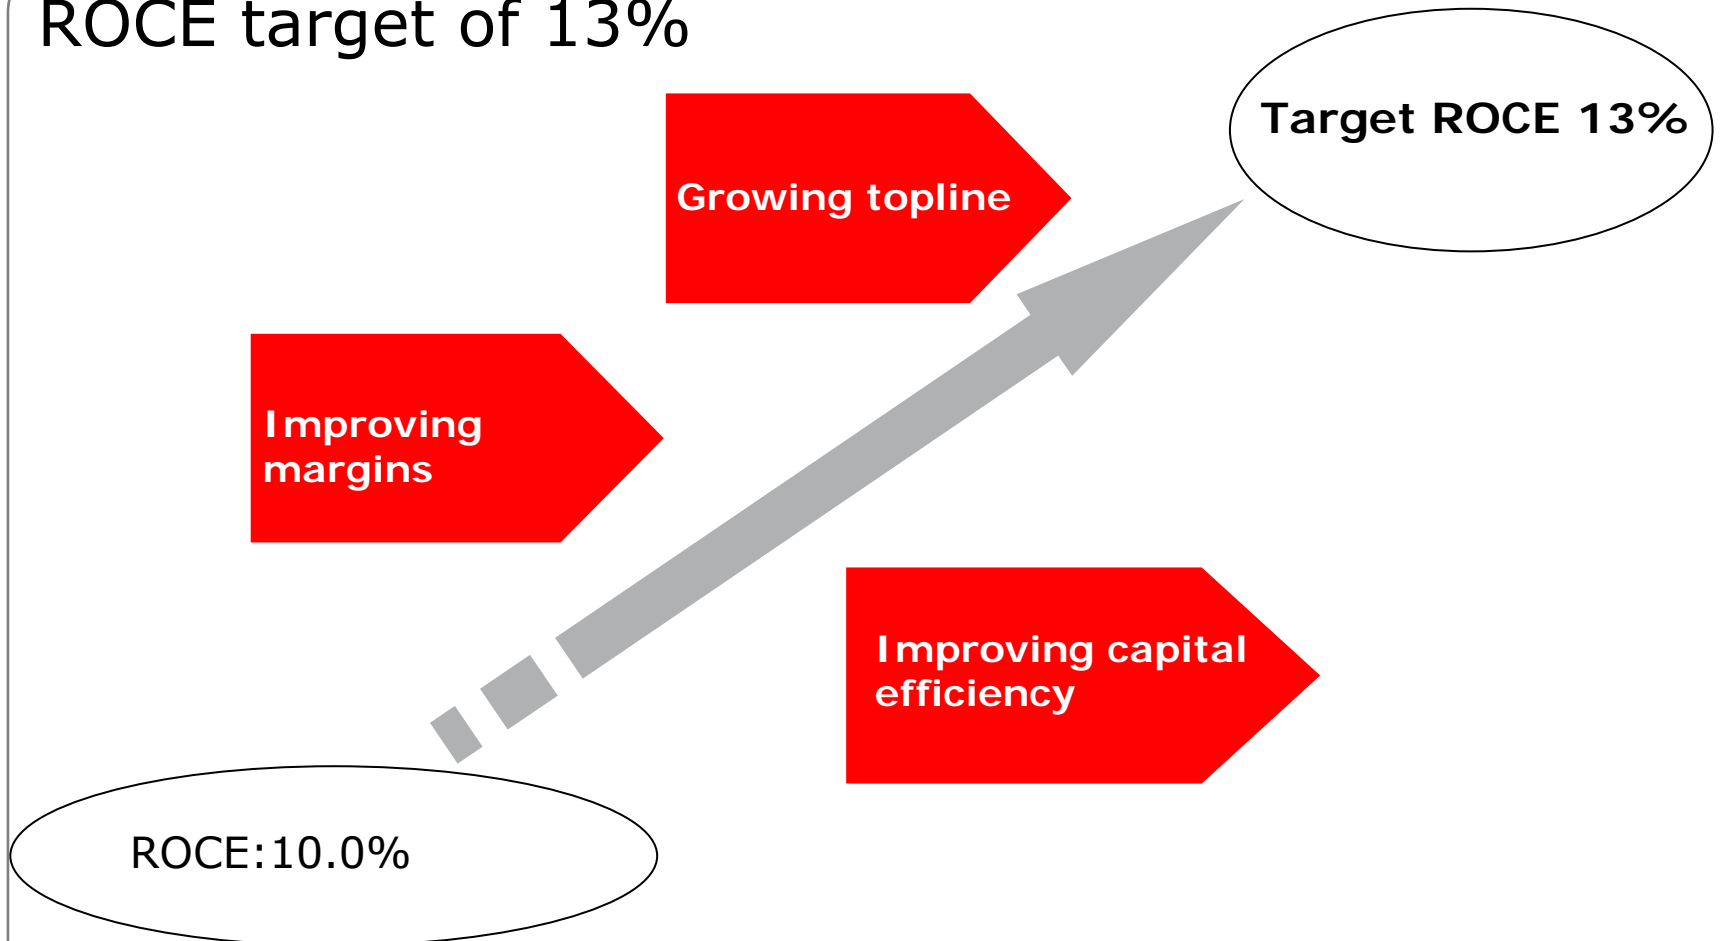 ROCE target of 13%
Target ROCE 13%
Growing topline
Improving
margins
Improving capital
efficiency
ROCE:10.0%